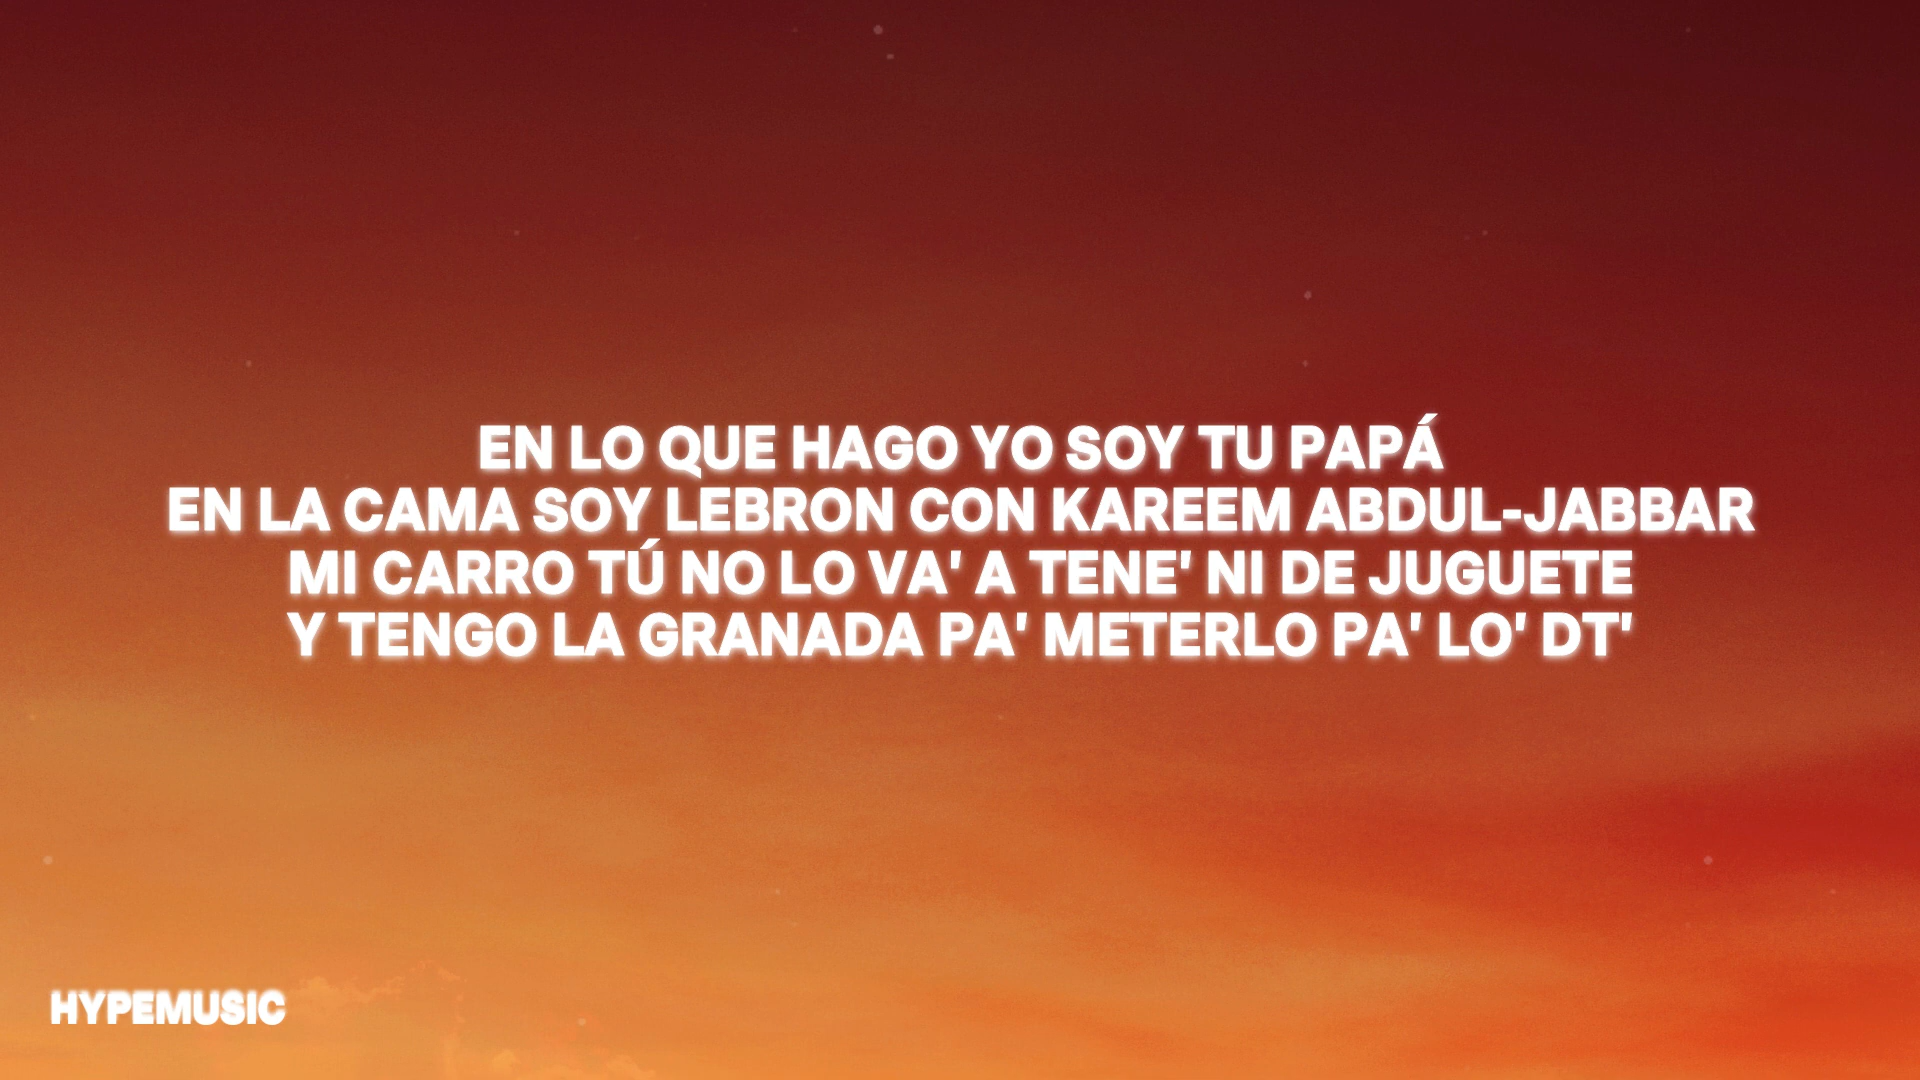 EN LO QUE HAGO YO SOY TU PAPÁ
EN LA CAMA SOY LEBRON CON KAREEM ABDUL-JABBAR
MI CARRO TÚ NO LO VA' A TENE' NI DE JUGUETE
Y TENGO LA GRANADA PA' METERLO PA' LO' DT'
HYPEMUSIC